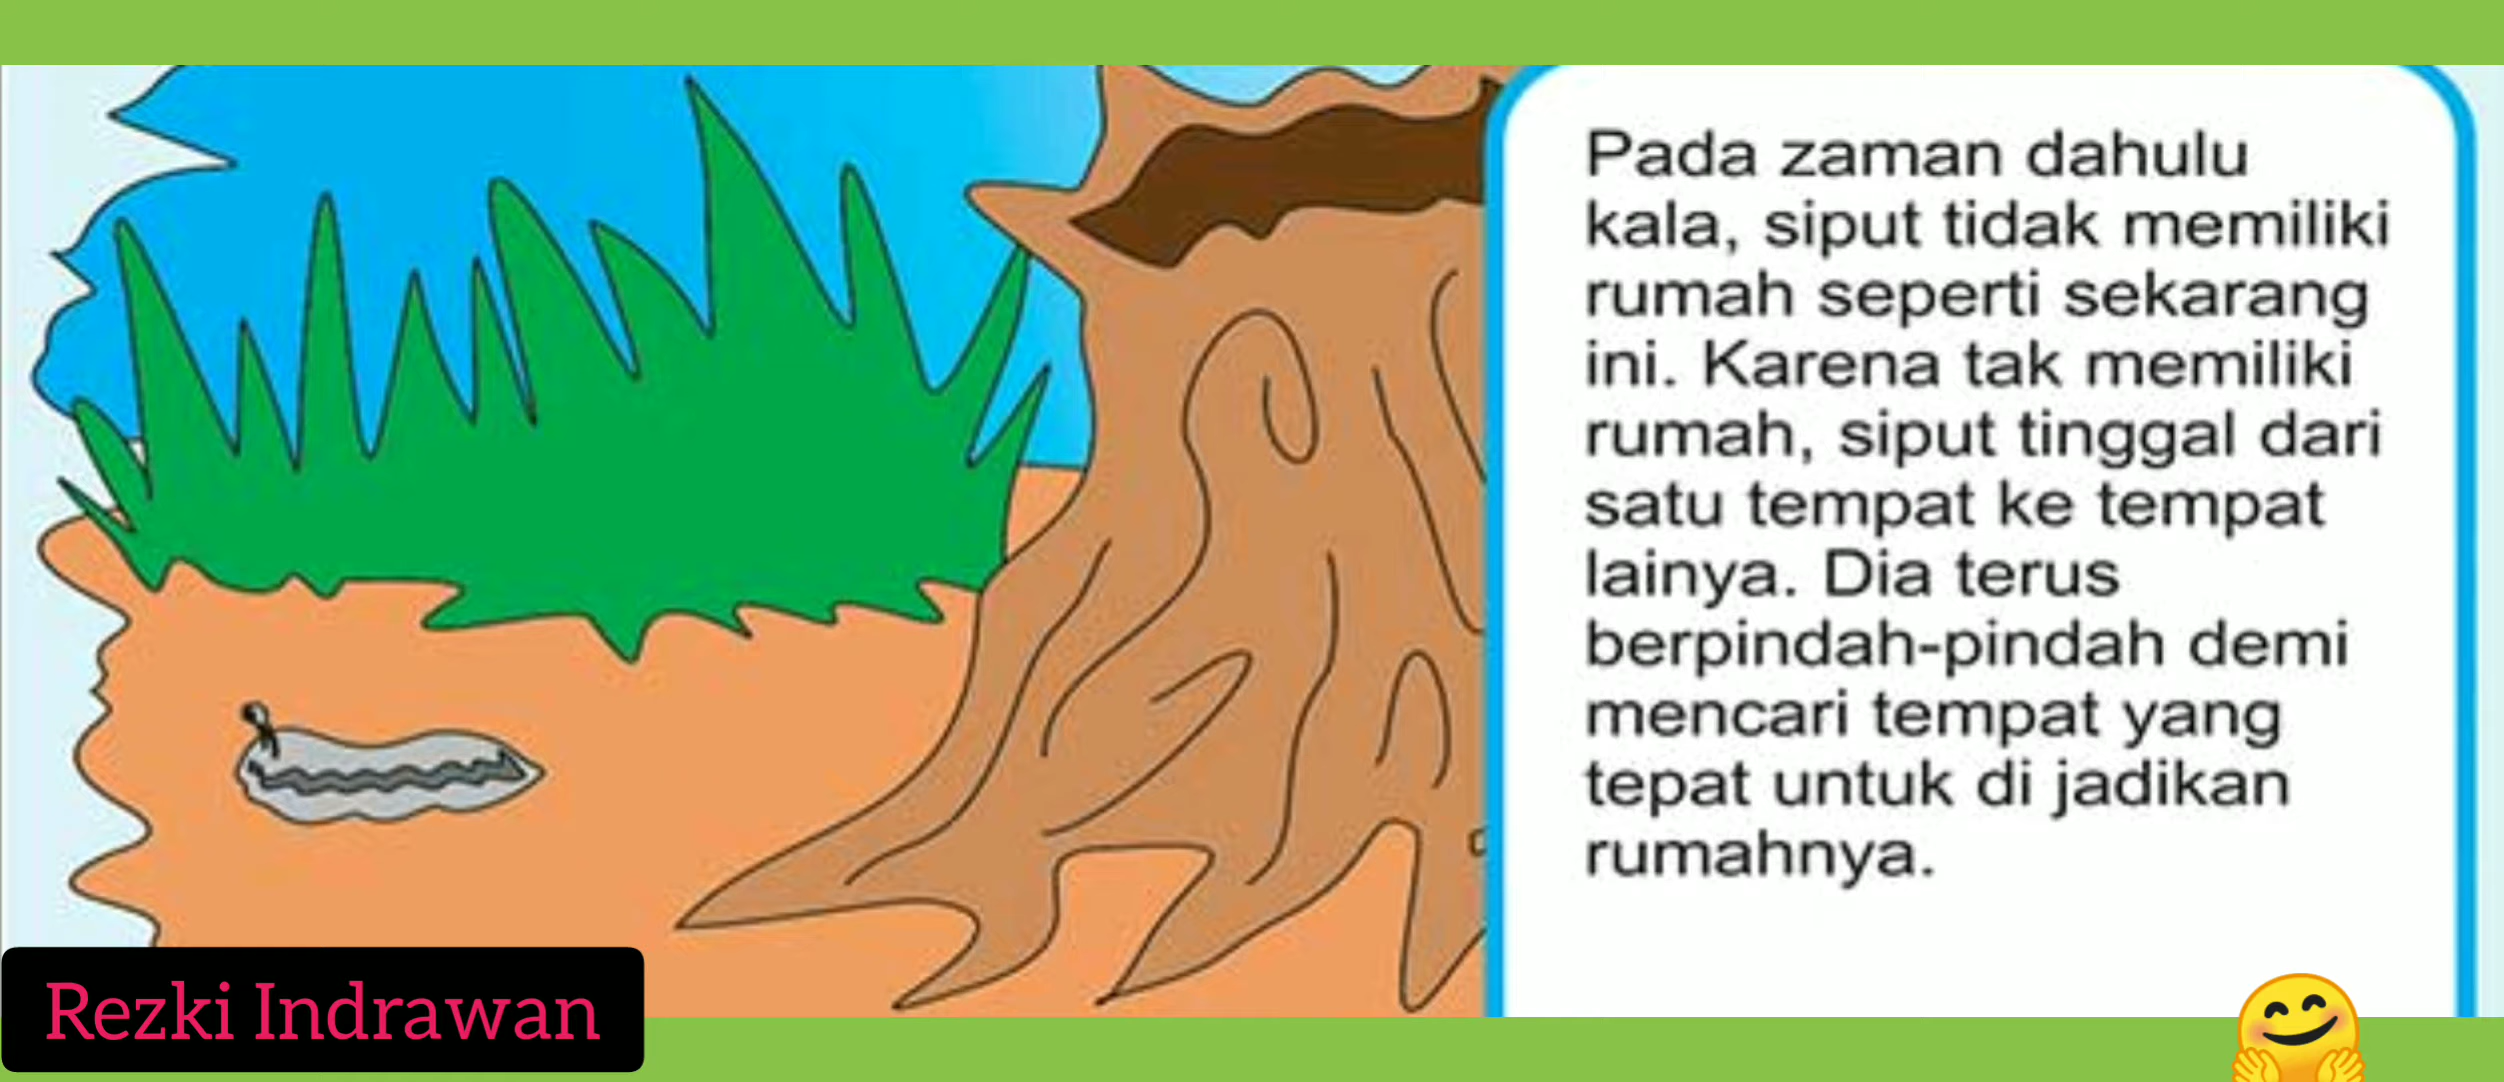 Pada zaman dahulu
kala, siput tidak memiliki
rumah seperti sekarang
ini. Karena tak memiliki
rumah, siput tinggal dari
satu tempat ke tempat
lainya. Dia terus
berpindah-pindah demi
mencari tempat yang
tepat untuk di jadikan
rumahnya.
Rezki Indrawan